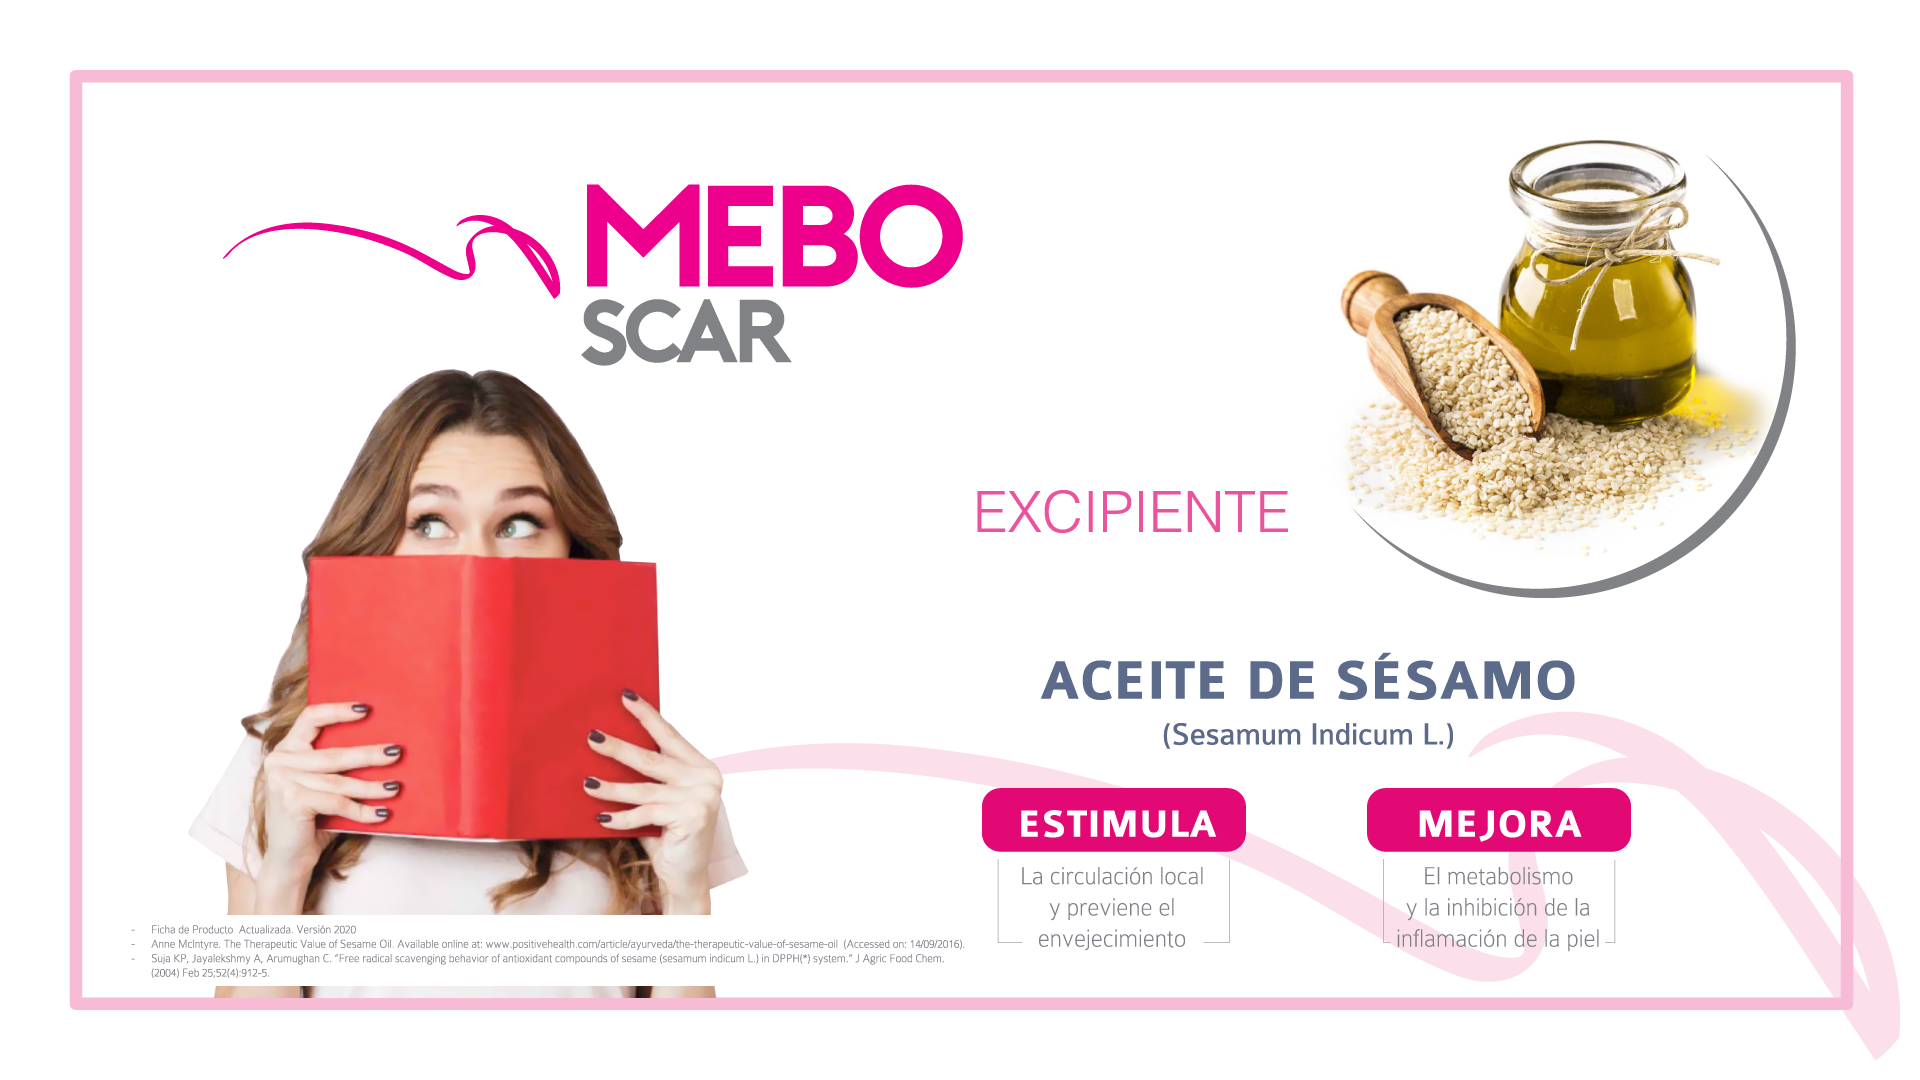 MEBO
SCAR
EXCIPIENTE
ACEITE DE SÉSAMO
(Sesamum Indicum L.)
ESTIMULA
La circulación local
y previene el
envejecimiento
MEJORA
El metabolismo
y la inhibición de la
inflamación de la piel
- Ficha de Producto Actualizada. Versión 2020
- Anne McIntyre. The Therapeutic Value of Sesame Oil. Available online at: www.positivehealth.com/article/ayurveda/the-therapeutic-value-of-sesame-oil (Accessed on: 14/09/2016).
- Suja KP, Jayalekshmy A, Arumughan C. "Free radical scavenging behavior of antioxidant compounds of sesame (sesamum indicum L.) in DPPH(*) system." J Agric Food Chem.
(2004) Feb 25;52(4):912-5.